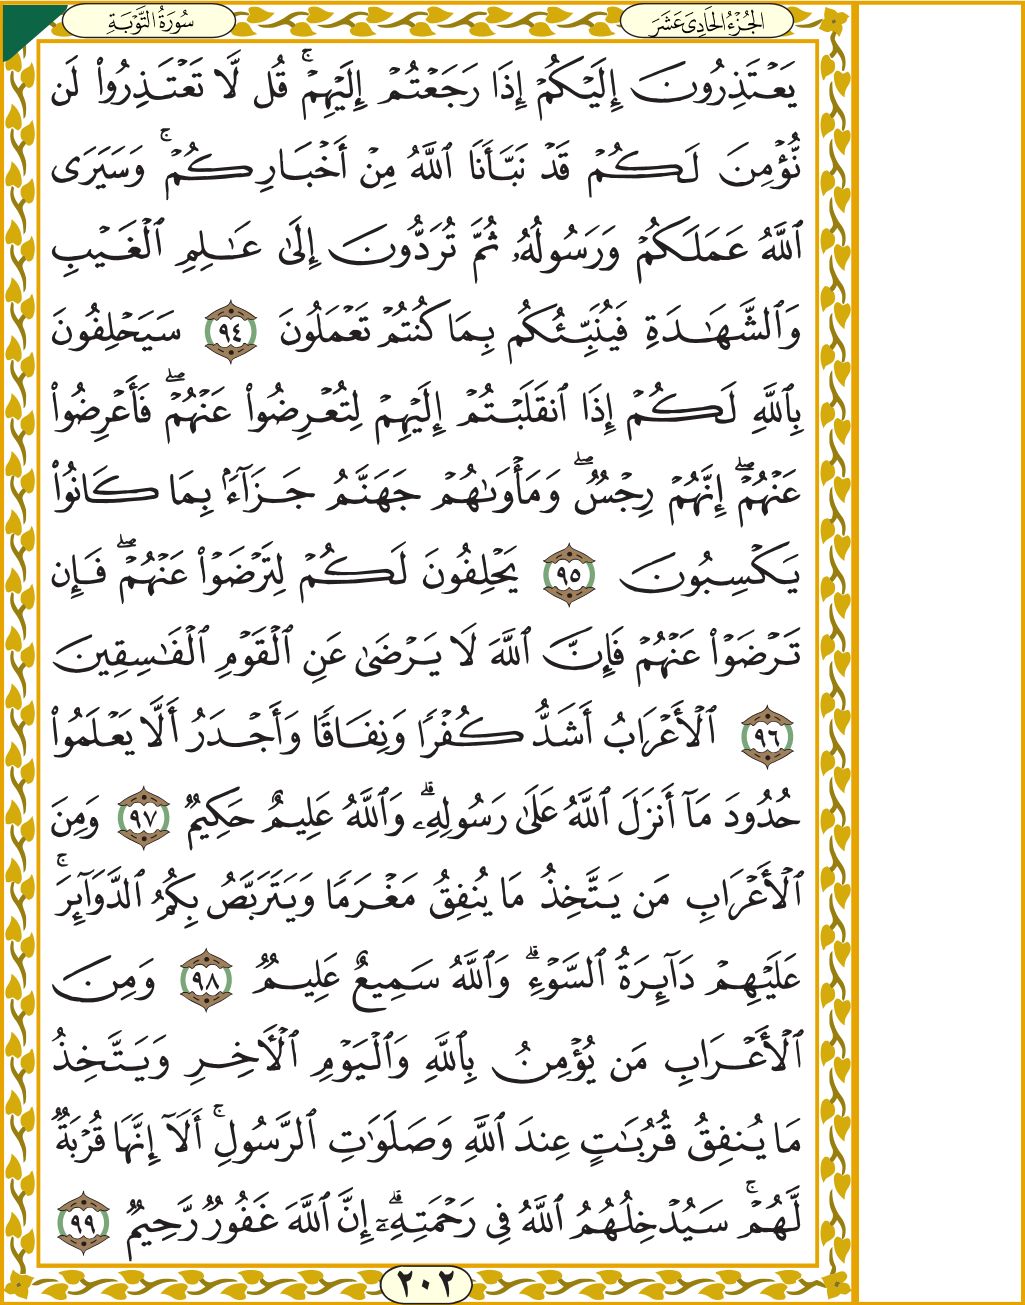 الجُزْءُ الحَادِيَ عَشَرَ
سُورَةُ التَّوْبَةِ
يَعۡتَذِرُونَ إِلَيۡكُمۡ إِذَا رَجَعۡتُمۡ إِلَيۡهِمۡۚ قُل لَّا تَعۡتَذِرُواْ لَن
نُّؤۡمِنَ لَكُمۡ قَدۡ نَبَّأَنَا ٱللَّهُ مِنۡ أَخۡبَارِكُمۡۚ وَسَيَرَى
ٱللَّهُ عَمَلَكُمۡ وَرَسُولُهُۥ ثُمَّ تُرَدُّونَ إِلَىٰ عَٰلِمِ ٱلۡغَيۡبِ
وَٱلشَّهَٰدَةِ فَيُنَبِّئُكُم بِمَا كُنتُمۡ تَعۡمَلُونَ ٩٤ سَيَحۡلِفُونَ
بِٱللَّهِ لَكُمۡ إِذَا ٱنقَلَبۡتُمۡ إِلَيۡهِمۡ لِتُعۡرِضُواْ عَنۡهُمۡۖ فَأَعۡرِضُواْ
عَنۡهُمۡۖ إِنَّهُمۡ رِجۡسٞۖ وَمَأۡوَىٰهُمۡ جَهَنَّمُ جَزَآءَۢ بِمَا كَانُواْ
يَكۡسِبُونَ ٩٥ يَحۡلِفُونَ لَكُمۡ لِتَرۡضَوۡاْ عَنۡهُمۡۖ فَإِن
تَرۡضَوۡاْ عَنۡهُمۡ فَإِنَّ ٱللَّهَ لَا يَرۡضَىٰ عَنِ ٱلۡقَوۡمِ ٱلۡفَٰسِقِينَ
٩٦ ٱلۡأَعۡرَابُ أَشَدُّ كُفۡرٗا وَنِفَاقٗا وَأَجۡدَرُ أَلَّا يَعۡلَمُواْ
حُدُودَ مَآ أَنزَلَ ٱللَّهُ عَلَىٰ رَسُولِهِۦۗ وَٱللَّهُ عَلِيمٌ حَكِيمٞ ٩٧ وَمِنَ
ٱلۡأَعۡرَابِ مَن يَتَّخِذُ مَا يُنفِقُ مَغۡرَمٗا وَيَتَرَبَّصُ بِكُمُ ٱلدَّوَآئِرَۚ
عَلَيۡهِمۡ دَآئِرَةُ ٱلسَّوۡءِۗ وَٱللَّهُ سَمِيعٌ عَلِيمٞ ٩٨ وَمِنَ
ٱلۡأَعۡرَابِ مَن يُؤۡمِنُ بِٱللَّهِ وَٱلۡيَوۡمِ ٱلۡأٓخِرِ وَيَتَّخِذُ
مَا يُنفِقُ قُرُبَٰتٍ عِندَ ٱللَّهِ وَصَلَوَٰتِ ٱلرَّسُولِۚ أَلَآ إِنَّهَا قُرۡبَةٞ
لَّهُمۡۚ سَيُدۡخِلُهُمُ ٱللَّهُ فِي رَحۡمَتِهِۦٓۗ إِنَّ ٱللَّهَ غَفُورٞ رَّحِيمٞ ٩٩
٢٠٢